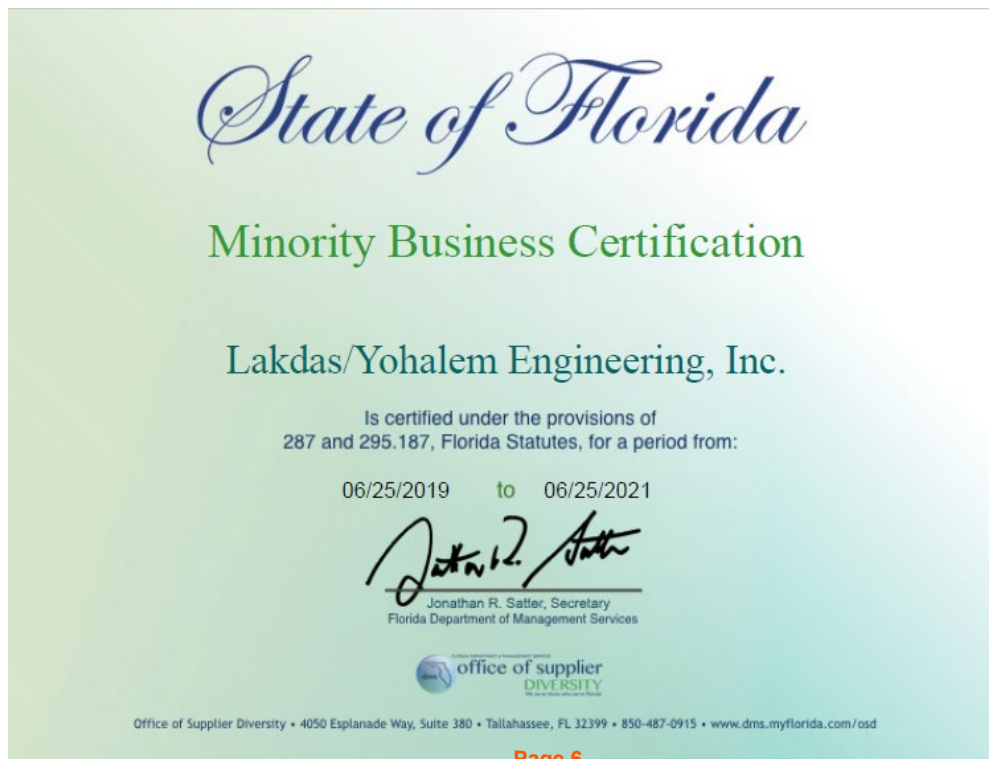 State of Florida
Minority Business Certification
Lakdas/Yohalem Engineering, Inc.
Is certified under the provisions of
287 and 295.187, Florida Statutes, for a period from:
06/25/2019 to 06/25/2021
Jonathan R. Satter, Secretary
Florida Department of Management Services
dms
office of supplier
DIVERSITY
Office of Supplier Diversity • 4050 Esplanade Way, Suite 380 • Tallahassee, FL 32399 • 850-487-0915 • www.dms.myflorida.com/osd
Page 6